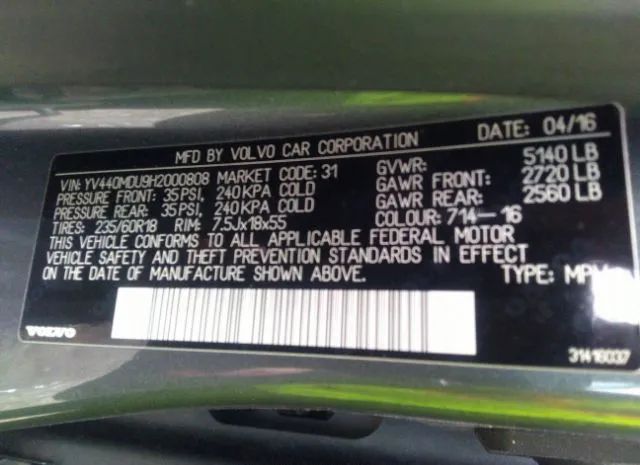 MFD BY VOLVO CAR CORPORATION DATE: 04/16
VIN: YV440MDU9H2000808 MARKET CODE: 31 GVWR: 5140 LB
PRESSURE FRONT: 35 PSI, 240 KPA COLD GAWR FRONT: 2720 LB
PRESSURE REAR: 35 PSI, 240 KPA COLD GAWR REAR: 2560 LB
TIRES: 235/60R18 RIM: 7.5Jx18x55 COLOUR: 714-16
THIS VEHICLE CONFORMS TO ALL APPLICABLE FEDERAL MOTOR
VEHICLE SAFETY AND THEFT PREVENTION STANDARDS IN EFFECT
ON THE DATE OF MANUFACTURE SHOWN ABOVE. TYPE: MPV
VOLVO 31416037